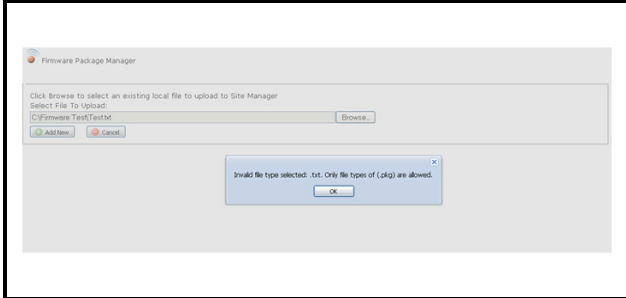 Firmware Package Manager
Click Browse to select an existing local file to upload to Site Manager
Select File To Upload:
C:\Firmware Test\Test.txt
Browse..
Add New
Cancel
Invalid file type selected: .txt. Only file types of (.pkg) are allowed.
OK